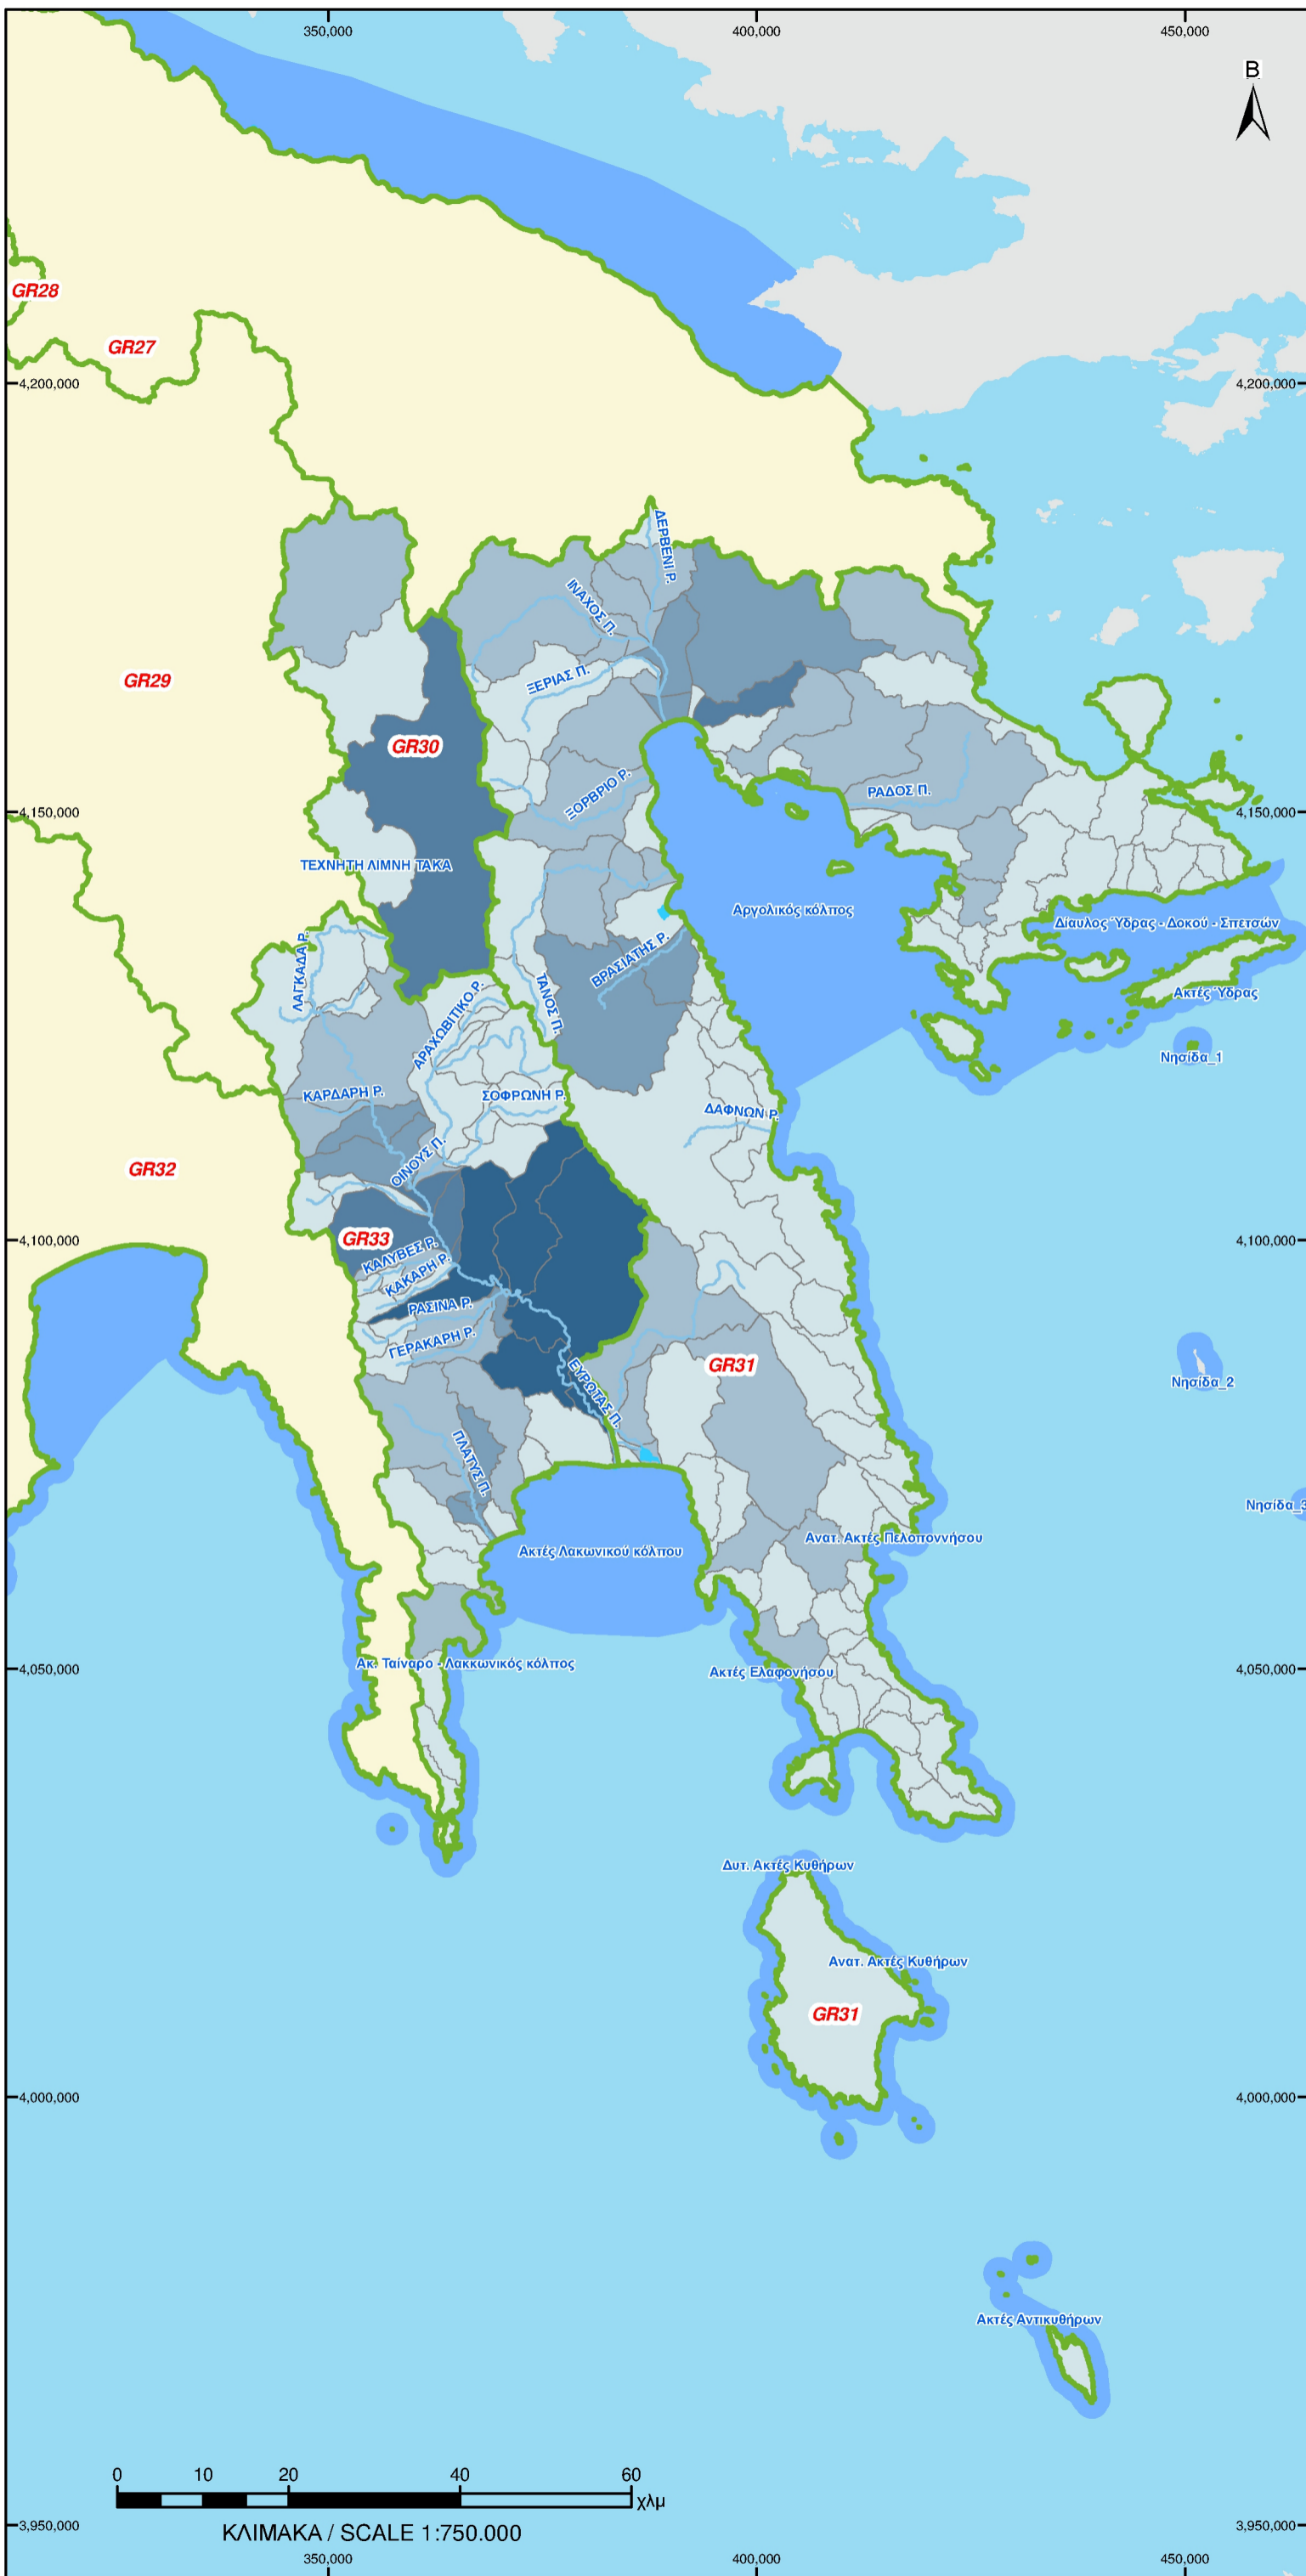 350,000
400,000
450,000
Β
GR28
GR27
4,200,000
4,200,000
ΔΕΡΒΕΝΙ Ρ.
ΙΝΑΧΟΣ Π.
ΞΕΡΙΑΣ Π.
GR29
GR30
ΞΟΡΒΡΙΟ Ρ.
ΡΑΔΟΣ Π.
4,150,000
4,150,000
ΤΕΧΝΗΤΗ ΛΙΜΝΗ ΤΑΚΑ
Αργολικός κόλπος
Δίαυλος Ύδρας - Δοκού - Σπετσών
ΛΑΓΚΑΔΑ Ρ.
ΒΡΑΣΙΑΤΗΣ Ρ.
ΤΑΝΟΣ Π.
Ακτές Ύδρας
ΑΡΑΧΩΒΙΤΙΚΟ Ρ.
Νησίδα_1
ΚΑΡΔΑΡΗ Ρ.
ΣΟΦΡΩΝΗ Ρ.
ΔΑΦΝΩΝ Ρ.
ΟΙΝΟΥΣ Π.
GR32
GR33
4,100,000
4,100,000
ΚΑΛΥΒΕΣ Ρ.
ΚΑΚΑΡΗ Ρ.
ΡΑΣΙΝΑ Ρ.
ΓΕΡΑΚΑΡΗ Ρ.
GR31
ΕΥΡΩΤΑΣ Π.
Νησίδα_2
ΠΛΑΤΥΣ Π.
Νησίδα_3
Ανατ. Ακτές Πελοποννήσου
Ακτές Λακωνικού κόλπου
Ακ. Ταίναρο - Λακκωνικός κόλπος
4,050,000
4,050,000
Ακτές Ελαφονήσου
Δυτ. Ακτές Κυθήρων
Ανατ. Ακτές Κυθήρων
GR31
4,000,000
4,000,000
Ακτές Αντικυθήρων
0 10 20 40 60
χλμ
ΚΛΙΜΑΚΑ / SCALE 1:750.000
3,950,000
3,950,000
350,000
400,000
450,000